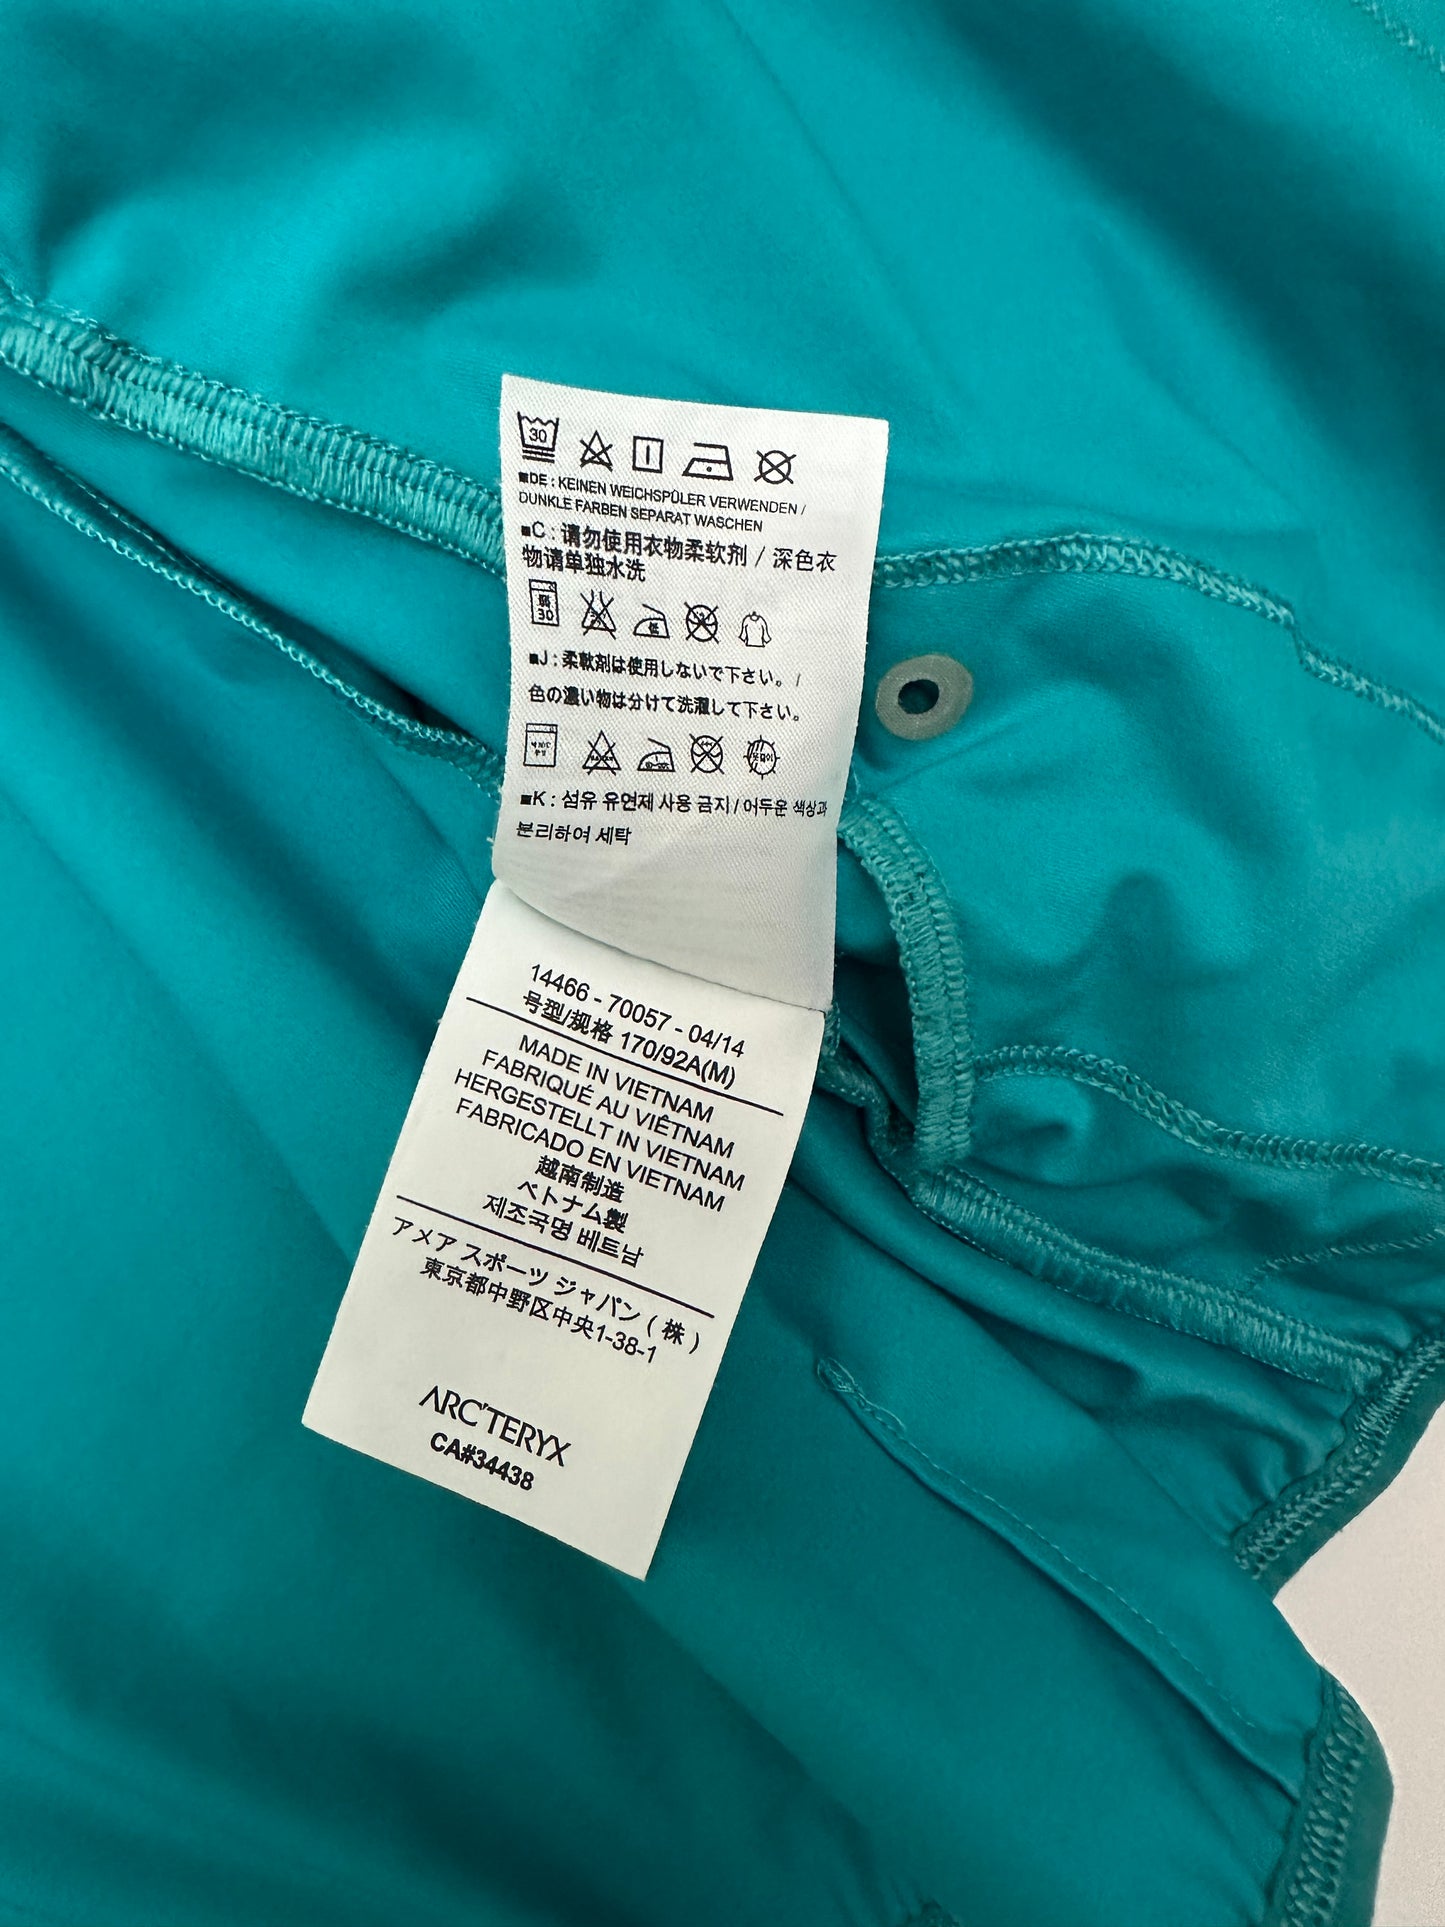 30
■DE : KEINEN WEICHSPÜLER VERWENDEN /
DUNKLE FARBEN SEPARAT WASCHEN
■C : 请勿使用衣物柔软剂 / 深色衣
物请单独水洗
弱
30
低
■J : 柔軟剤は使用しないで下さい。/
色の濃い物は分けて洗濯して下さい。
■K : 섬유 유연제 사용 금지 / 어두운 색상과
분리하여 세탁
14466 - 70057 - 04/14
号型/规格 170/92A(M)
MADE IN VIETNAM
FABRIQUÉ AU VIÊTNAM
HERGESTELLT IN VIETNAM
FABRICADO EN VIETNAM
越南制造
ベトナム製
제조국명 베트남
アメア スポーツ ジャパン ( 株 )
東京都中野区中央1-38-1
ARC'TERYX
CA#34438